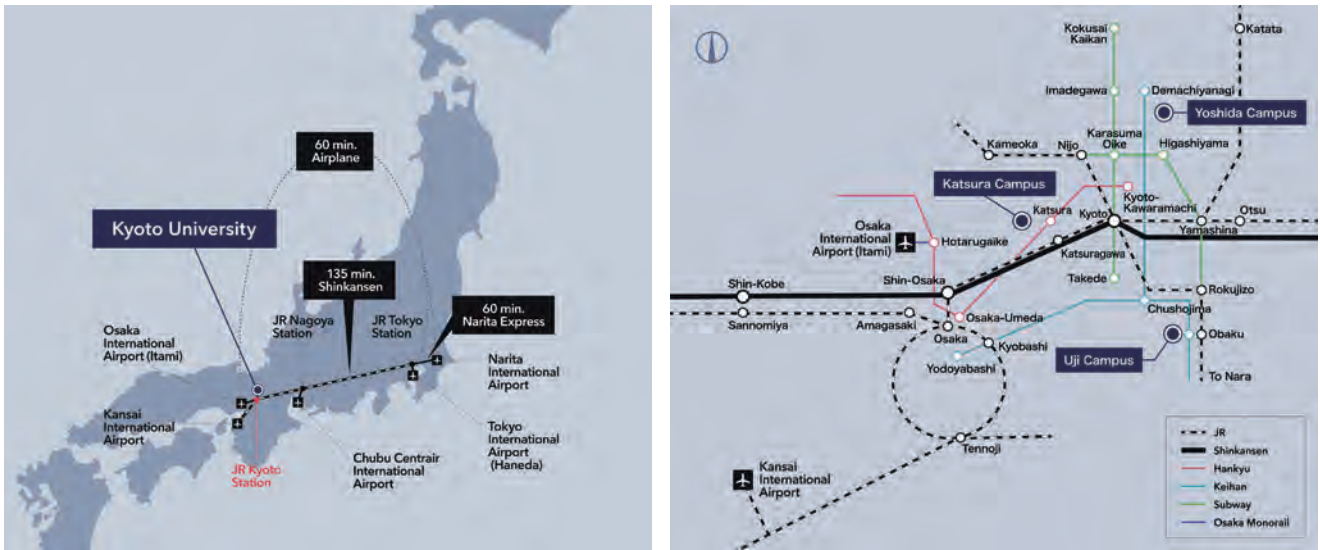 60 min.
Airplane
Kyoto University
135 min.
Shinkansen
60 min.
Narita Express
JR Nagoya
Station
JR Tokyo
Station
Osaka
International
Airport (Itami)
Narita
International
Airport
Kansai
International
Airport
JR Kyoto
Station
Chubu Centrair
International
Airport
Tokyo
International
Airport
(Haneda)
Kokusai
Kaikan
Katata
Imadegawa
Demachiyanagi
Yoshida Campus
Kameoka
Nijo
Karasuma
Oike
Higashiyama
Katsura Campus
Katsura
Kyoto-
Kawaramachi
Kyoto
Otsu
Yamashina
Osaka
International
Airport (Itami)
Hotarugaike
Katsuragawa
Takede
Shin-Kobe
Shin-Osaka
Rokujizo
Chushojima
Sannomiya
Amagasaki
Osaka-Umeda
Osaka
Kyobashi
Obaku
Uji Campus
Yodoyabashi
To Nara
Tennoji
Kansai
International
Airport
JR
Shinkansen
Hankyu
Keihan
Subway
Osaka Monorail